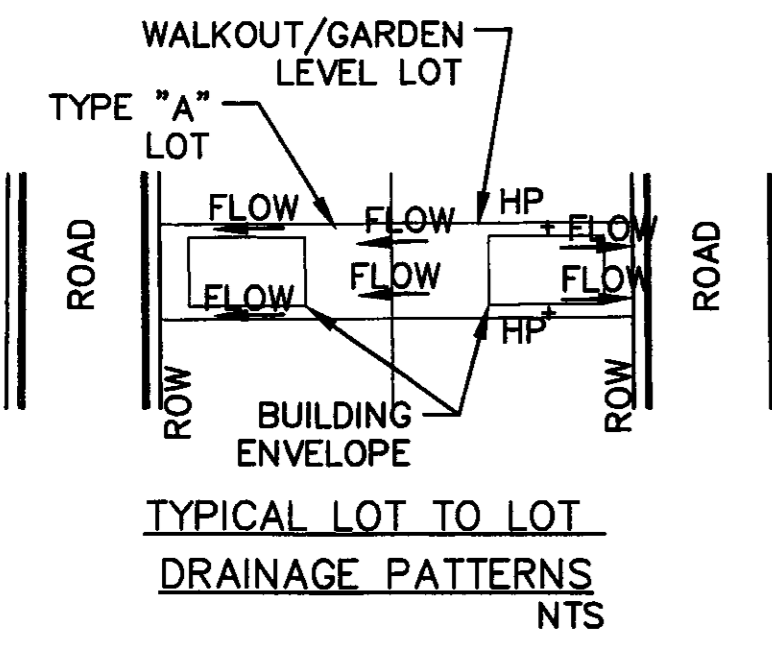 WALKOUT/GARDEN
LEVEL LOT
TYPE "A"
LOT
ROAD
FLOW
FLOW
HP
FLOW
ROAD
FLOW
FLOW
FLOW
HP
ROW
ROW
BUILDING
ENVELOPE
TYPICAL LOT TO LOT
DRAINAGE PATTERNS
NTS